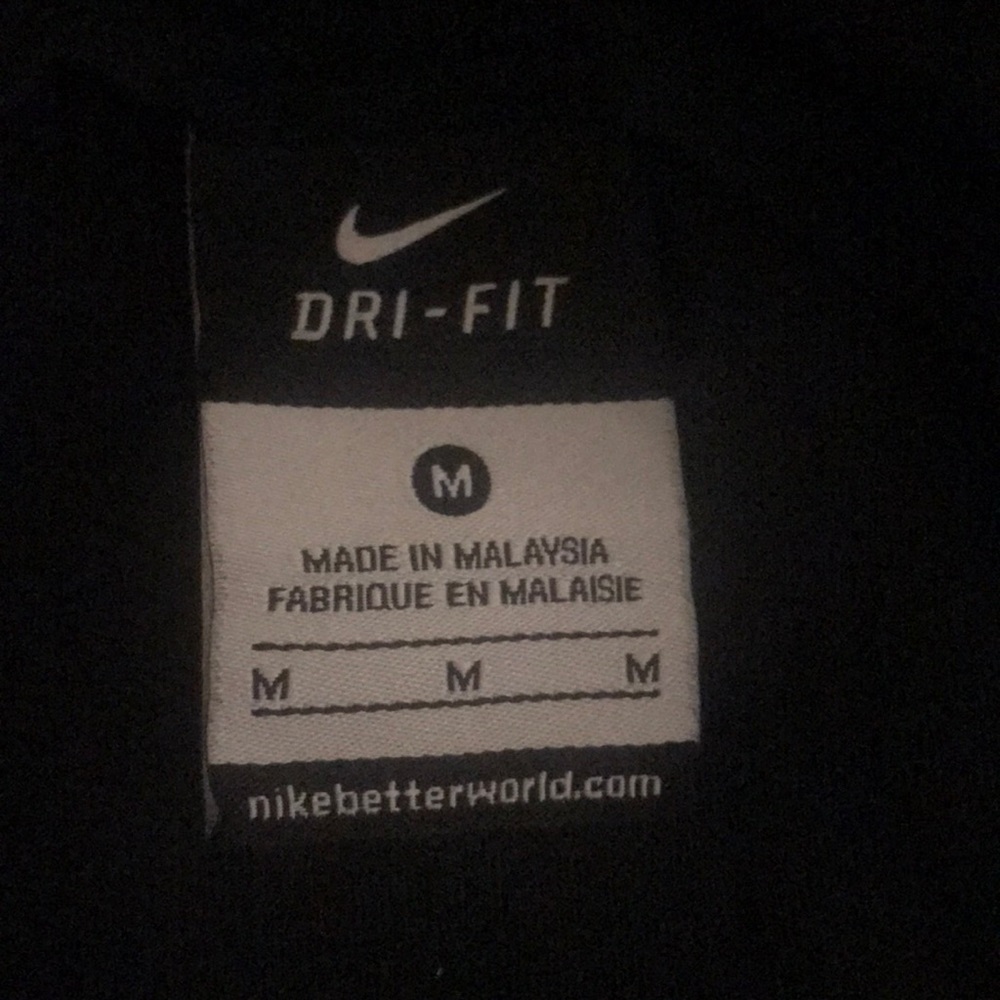 DRI-FIT
M
MADE IN MALAYSIA
FABRIQUE EN MALAISIE
M M M
nikebetterworld.com